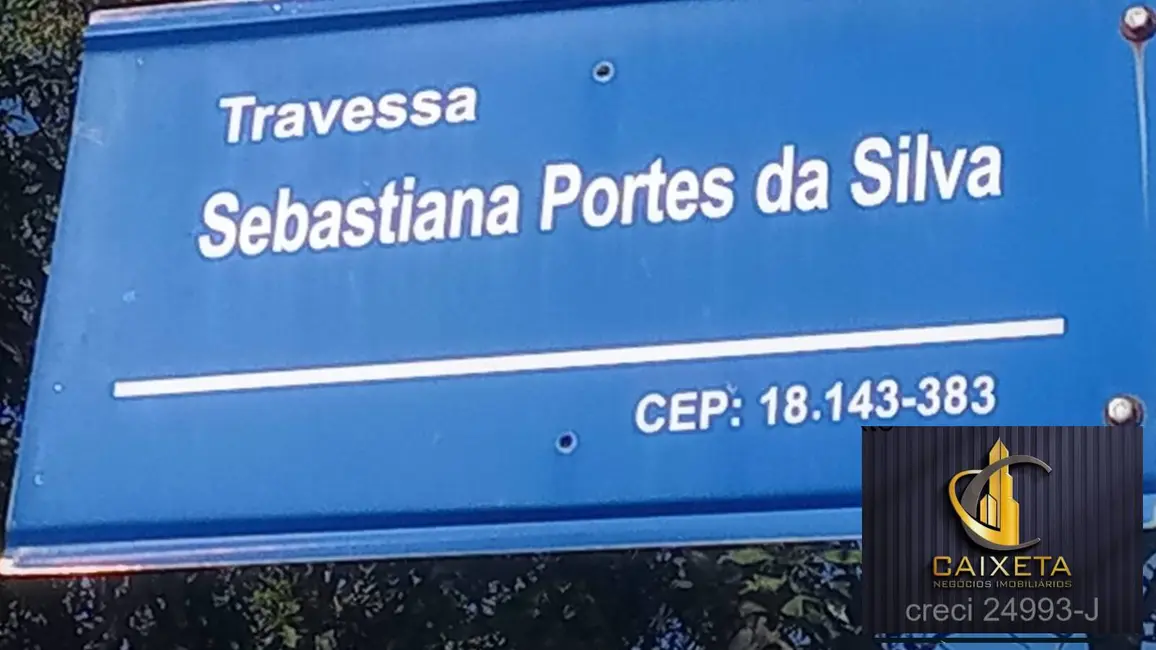 Travessa
Sebastiana Portes da Silva
CEP: 18.143-383
CAIXETA
NEGÓCIOS IMOBILIÁRIOS
creci 24993-J